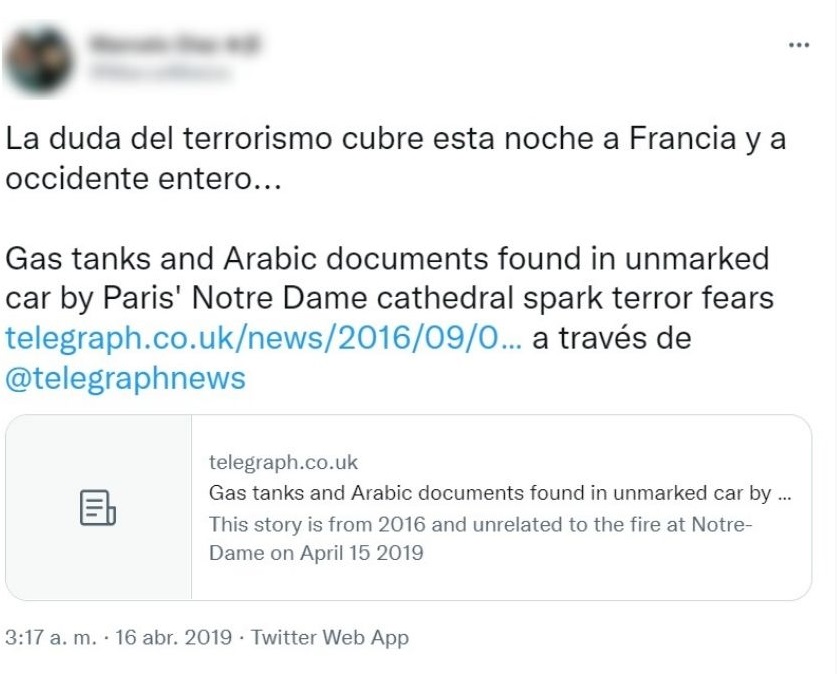 La duda del terrorismo cubre esta noche a Francia y a
occidente entero...
Gas tanks and Arabic documents found in unmarked
car by Paris' Notre Dame cathedral spark terror fears
telegraph.co.uk/news/2016/09/0... a través de
@telegraphnews
telegraph.co.uk
Gas tanks and Arabic documents found in unmarked car by ...
This story is from 2016 and unrelated to the fire at Notre-
Dame on April 15 2019
3:17 a. m. · 16 abr. 2019 · Twitter Web App